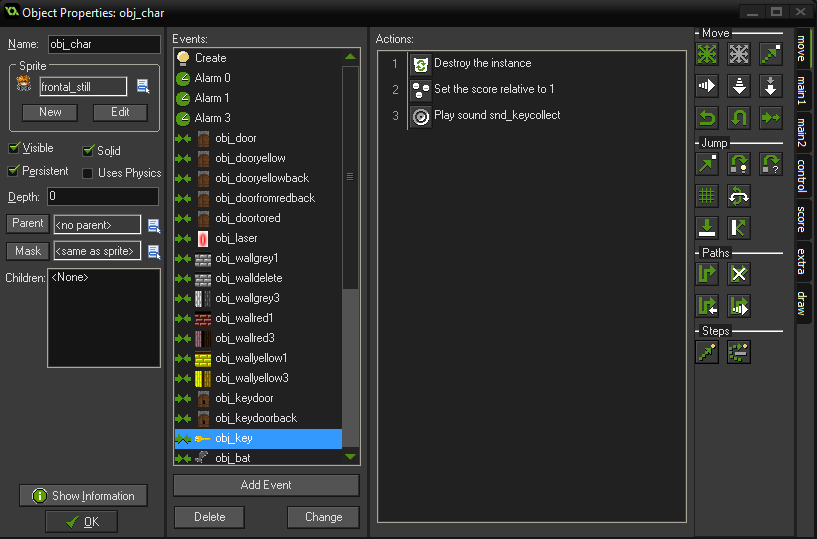 Object Properties: obj_char
Name: obj_char
Sprite
frontal_still
New Edit
Visible Solid
Persistent Uses Physics
Depth: 0
Parent <no parent>
Mask <same as sprite>
Children: <None>
Show Information
OK
Events:
Create
Alarm 0
Alarm 1
Alarm 3
obj_door
obj_dooryellow
obj_dooryellowback
obj_doorfromredback
obj_doortored
obj_laser
obj_wallgrey1
obj_walldelete
obj_wallgrey3
obj_wallred1
obj_wallred3
obj_wallyellow1
obj_wallyellow3
obj_keydoor
obj_keydoorback
obj_key
obj_bat
Add Event
Delete Change
Actions:
1 Destroy the instance
2 Set the score relative to 1
3 Play sound snd_keycollect
Move
Jump
Paths
Steps
move
main1
main2
control
score
extra
draw